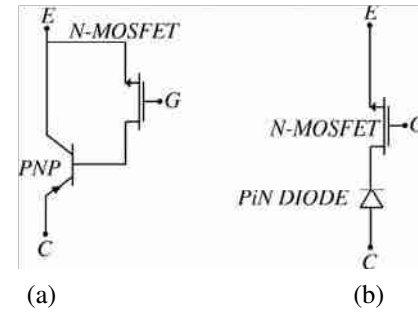 E
N-MOSFET
G
PNP
C
(a)
E
G
N-MOSFET
PiN DIODE
C
(b)